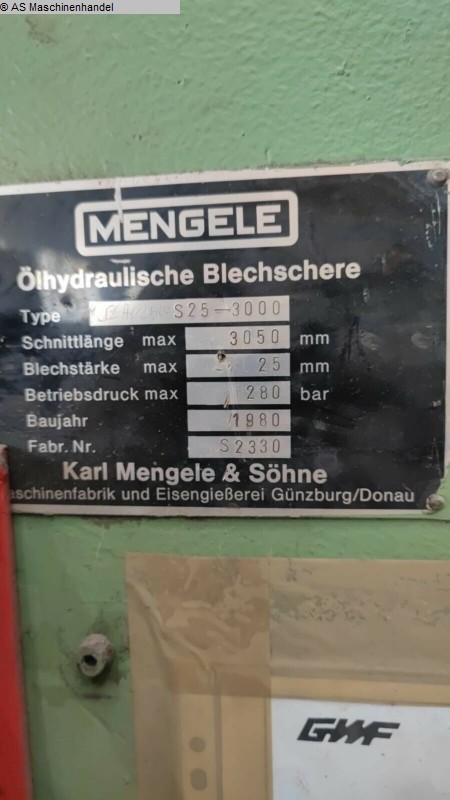 © AS Maschinenhandel
MENGELE
Ölhydraulische Blechschere
Type S25-3000
Schnittlänge max 3050 mm
Blechstärke max 25 mm
Betriebsdruck max 280 bar
Baujahr 1980
Fabr. Nr. S2330
Karl Mengele & Söhne
aschinenfabrik und Eisengießerei Günzburg/Donau
GWF